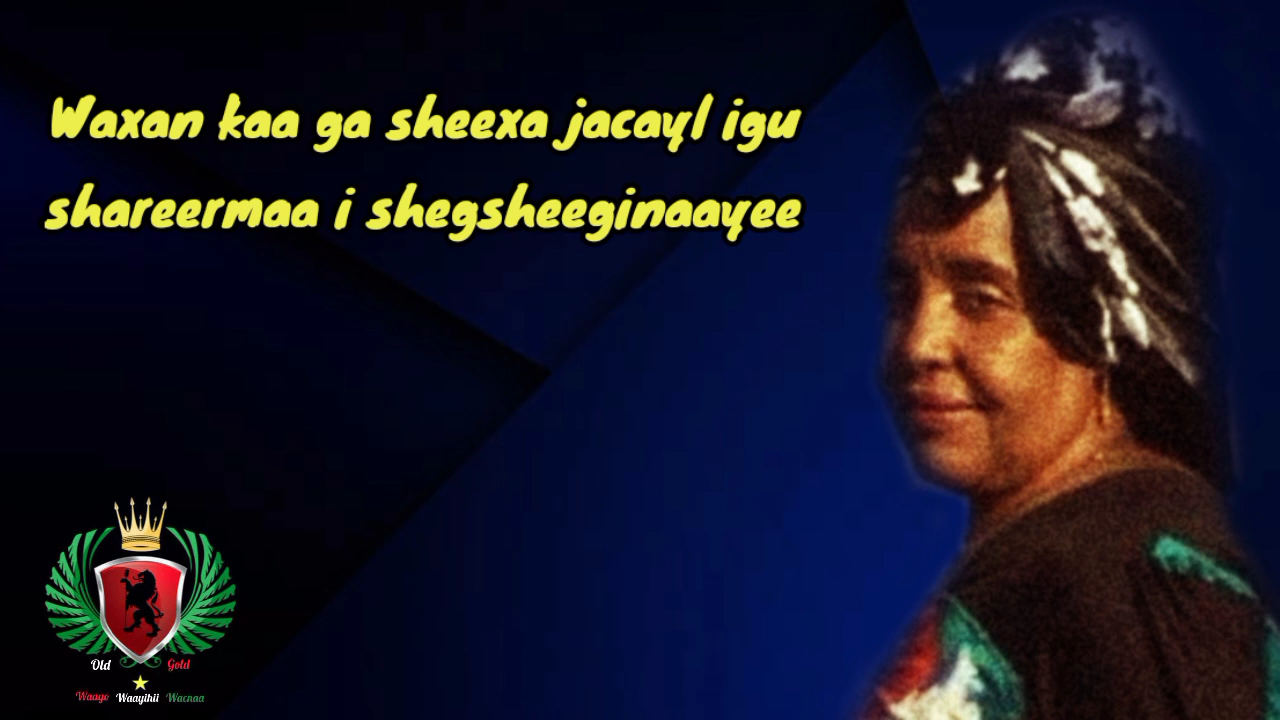 Waxan kaa ga sheexa jacayl igu
shareermaa i shegsheeginaayee
Old Gold
Waayo Waayihii Wacnaa